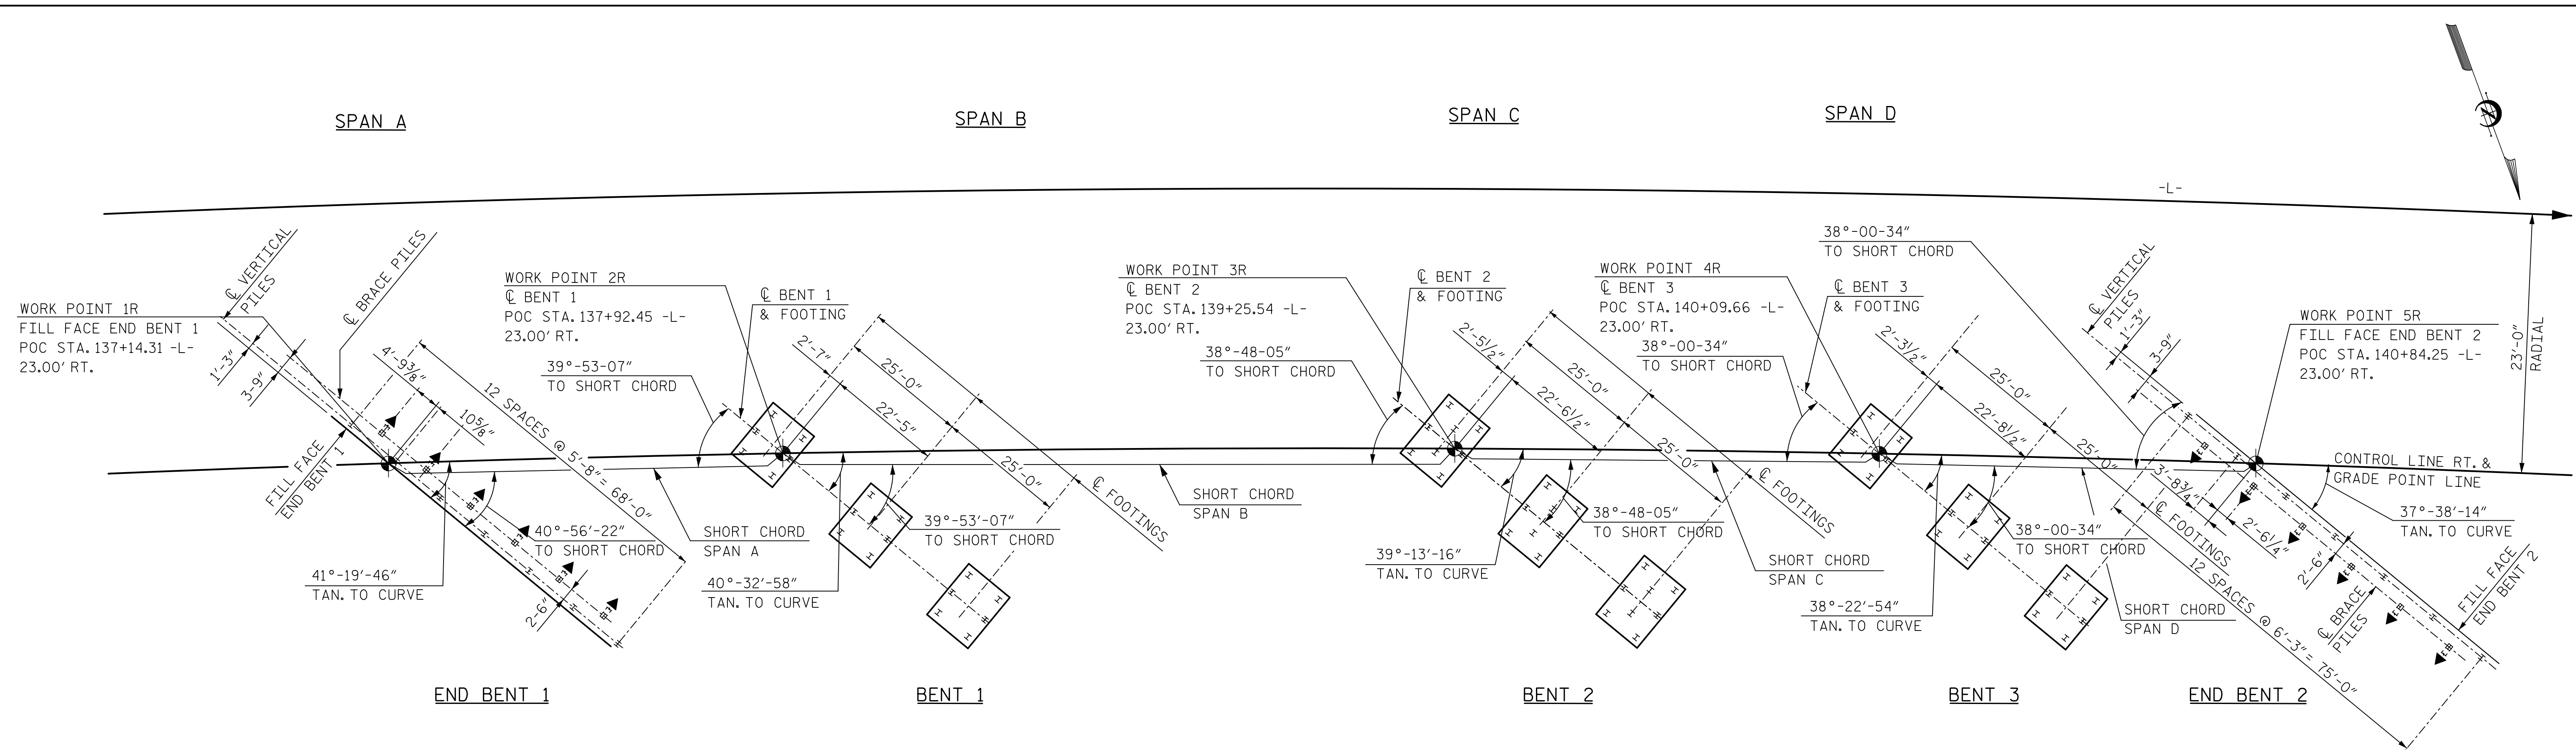 SPAN A
SPAN B
SPAN C
SPAN D
-L-
℄ VERTICAL
PILES
℄ BRACE PILES
WORK POINT 1R
FILL FACE END BENT 1
POC STA. 137+14.31 -L-
23.00' RT.
1'-3"
3'-9"
4'-9⅜"
10⅝"
12 SPACES @ 5'-8" = 68'-0"
FILL FACE
END BENT 1
40°-56'-22"
TO SHORT CHORD
41°-19'-46"
TAN. TO CURVE
2'-6"
SHORT CHORD
SPAN A
WORK POINT 2R
℄ BENT 1
POC STA. 137+92.45 -L-
23.00' RT.
39°-53'-07"
TO SHORT CHORD
℄ BENT 1
& FOOTING
2'-7"
25'-0"
22'-5"
25'-0"
℄ FOOTINGS
39°-53'-07"
TO SHORT CHORD
40°-32'-58"
TAN. TO CURVE
SHORT CHORD
SPAN B
WORK POINT 3R
℄ BENT 2
POC STA. 139+25.54 -L-
23.00' RT.
38°-48-05"
TO SHORT CHORD
℄ BENT 2
& FOOTING
2'-5½"
25'-0"
22'-6½"
25'-0"
℄ FOOTINGS
38°-48-05"
TO SHORT CHORD
39°-13'-16"
TAN. TO CURVE
SHORT CHORD
SPAN C
WORK POINT 4R
℄ BENT 3
POC STA. 140+09.66 -L-
23.00' RT.
38°-00-34"
TO SHORT CHORD
38°-00-34"
TO SHORT CHORD
℄ BENT 3
& FOOTING
2'-3½"
25'-0"
22'-8½"
25'-0"
℄ FOOTINGS
38°-00-34"
TO SHORT CHORD
38°-22'-54"
TAN. TO CURVE
SHORT CHORD
SPAN D
℄ VERTICAL
PILES
1'-3"
3'-9"
WORK POINT 5R
FILL FACE END BENT 2
POC STA. 140+84.25 -L-
23.00' RT.
23'-0"
RADIAL
CONTROL LINE RT. &
GRADE POINT LINE
37°-38'-14"
TAN. TO CURVE
3'-8¾"
2'-6¼"
2'-6"
12 SPACES @ 6'-3" = 75'-0"
℄ BRACE
PILES
FILL FACE
END BENT 2
END BENT 1
BENT 1
BENT 2
BENT 3
END BENT 2